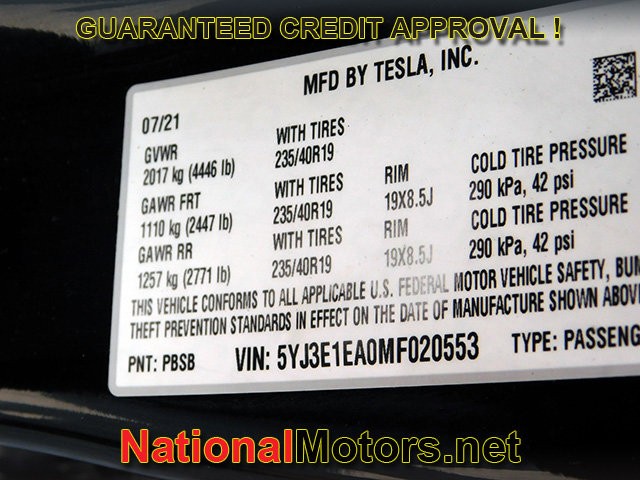 GUARANTEED CREDIT APPROVAL !
MFD BY TESLA, INC.
07/21
GVWR WITH TIRES
2017 kg (4446 lb) 235/40R19
GAWR FRT WITH TIRES RIM COLD TIRE PRESSURE
1110 kg (2447 lb) 235/40R19 19X8.5J 290 kPa, 42 psi
GAWR RR WITH TIRES RIM COLD TIRE PRESSURE
1257 kg (2771 lb) 235/40R19 19X8.5J 290 kPa, 42 psi
THIS VEHICLE CONFORMS TO ALL APPLICABLE U.S. FEDERAL MOTOR VEHICLE SAFETY,
THEFT PREVENTION STANDARDS IN EFFECT ON THE DATE OF MANUFACTURE SHOWN
PNT: PBSB VIN: 5YJ3E1EA0MF020553 TYPE:
NationalMotors.net